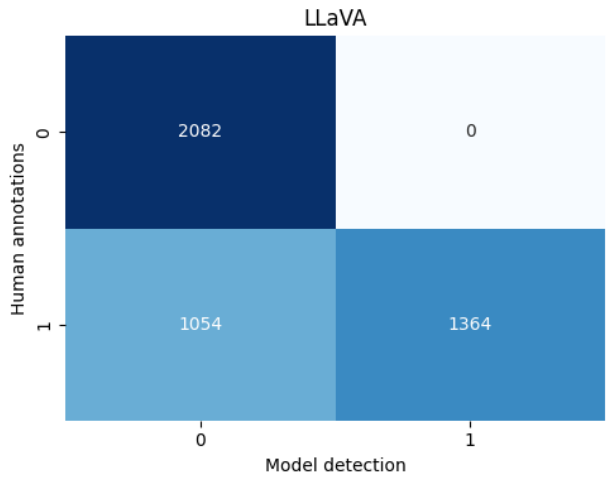 LLaVA
Human annotations
0
2082
0
1
1054
1364
0
1
Model detection